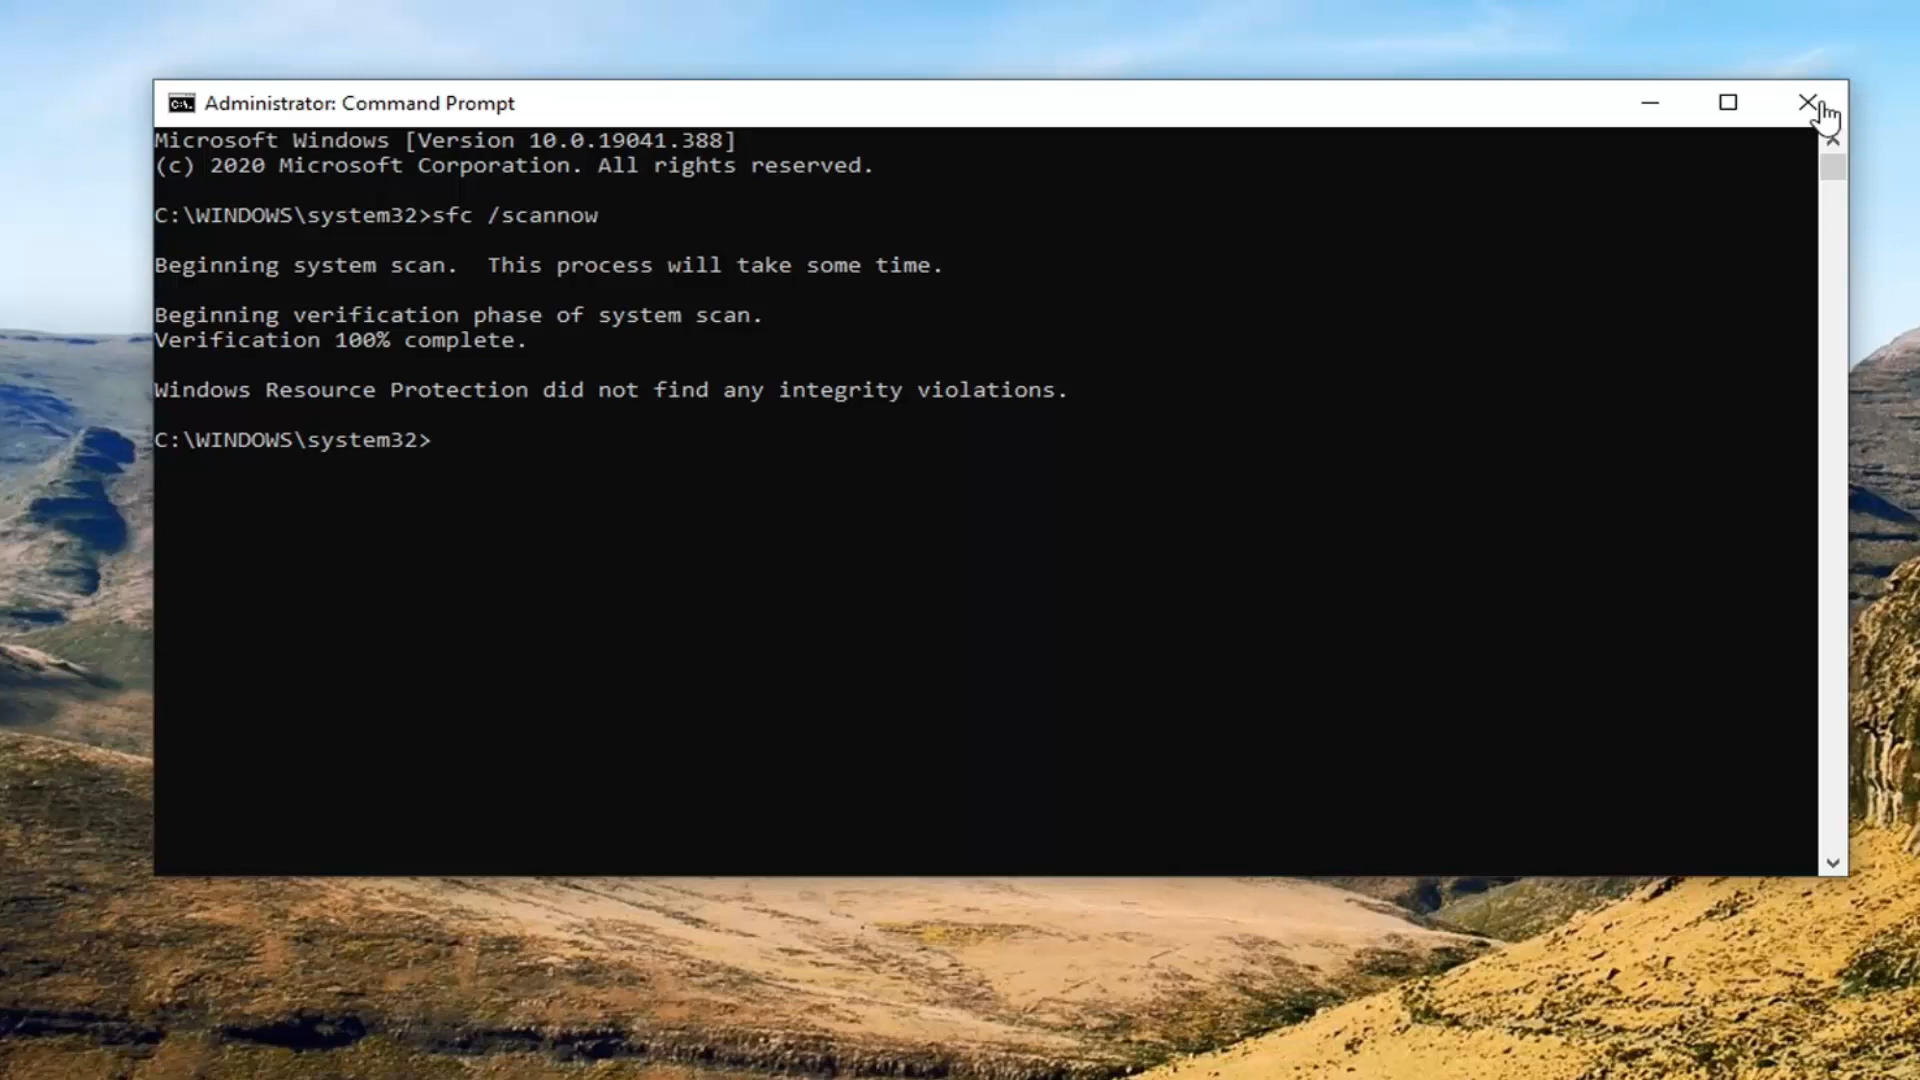 Administrator: Command Prompt
Microsoft Windows [Version 10.0.19041.388]
(c) 2020 Microsoft Corporation. All rights reserved.
C:\WINDOWS\system32>sfc /scannow
Beginning system scan.  This process will take some time.
Beginning verification phase of system scan.
Verification 100% complete.
Windows Resource Protection did not find any integrity violations.
C:\WINDOWS\system32>